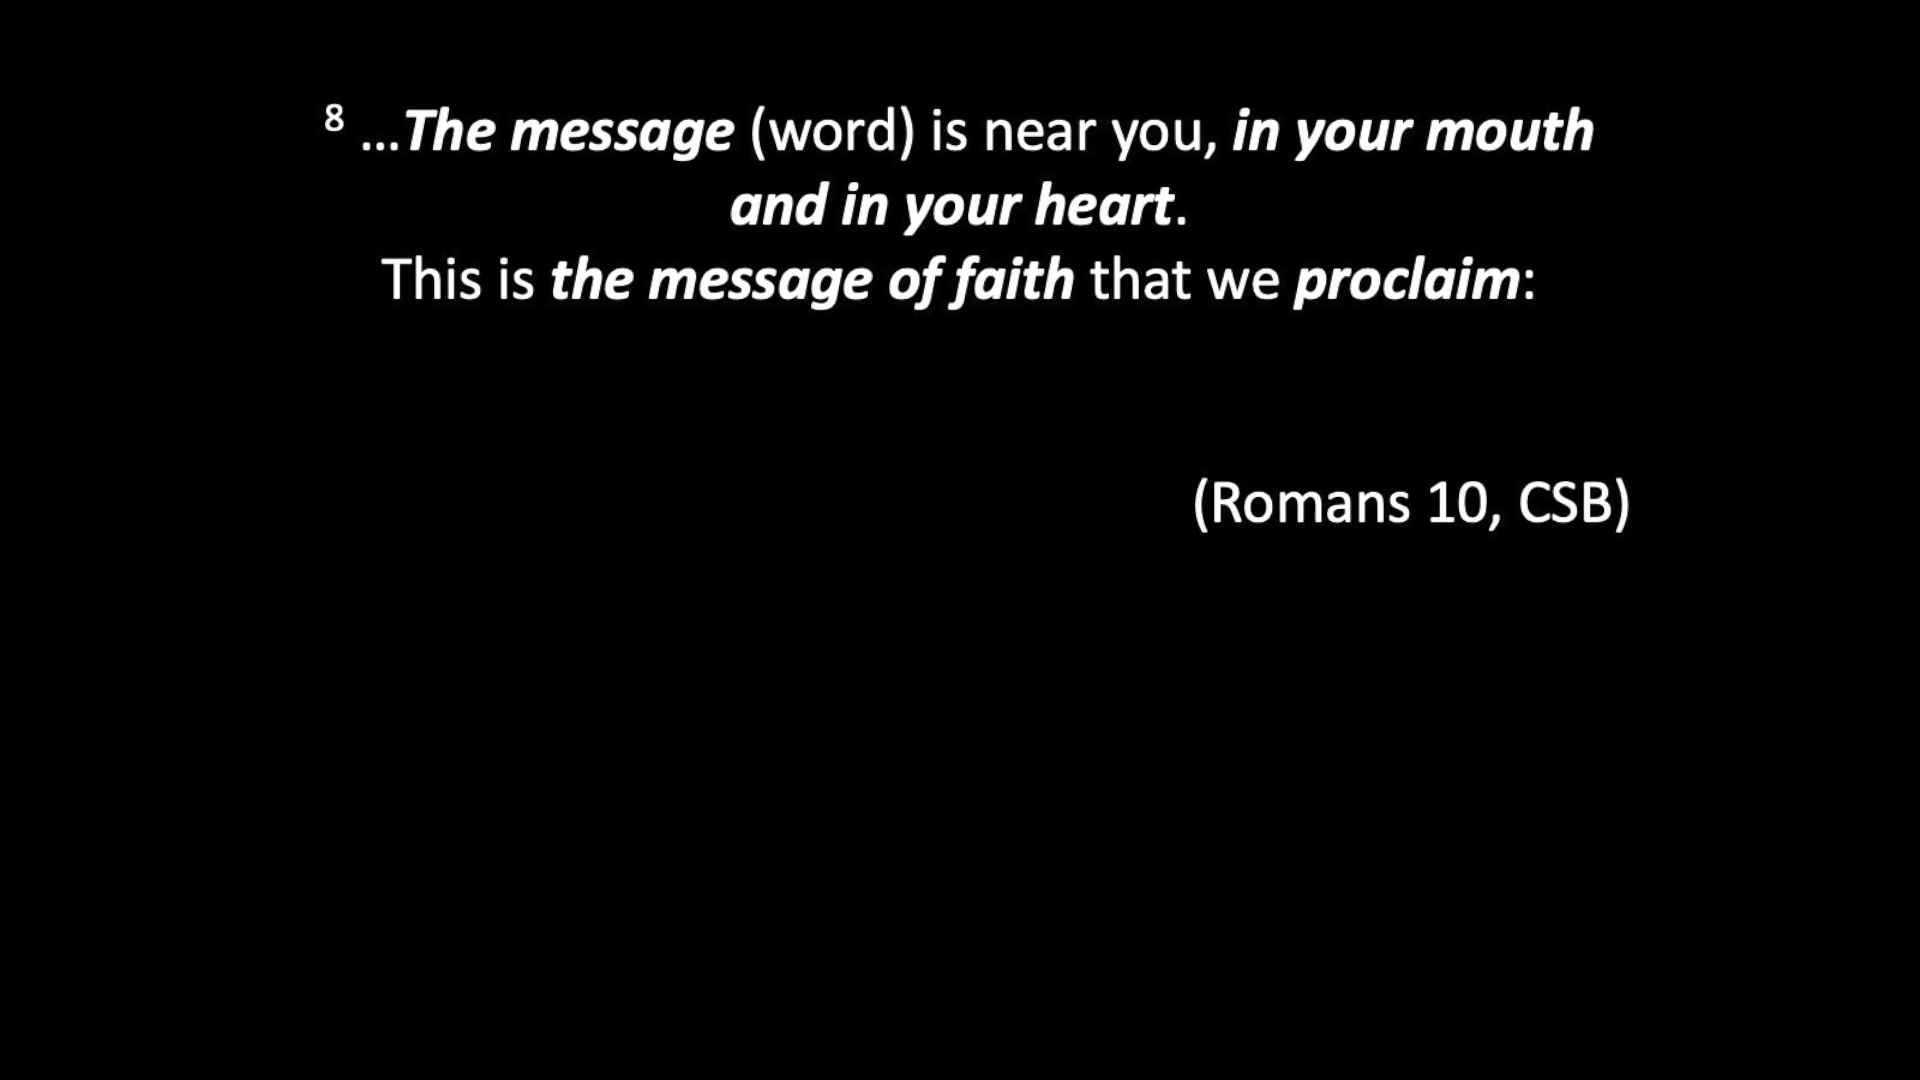 8 ...The message (word) is near you, in your mouth
and in your heart.
This is the message of faith that we proclaim:
(Romans 10, CSB)